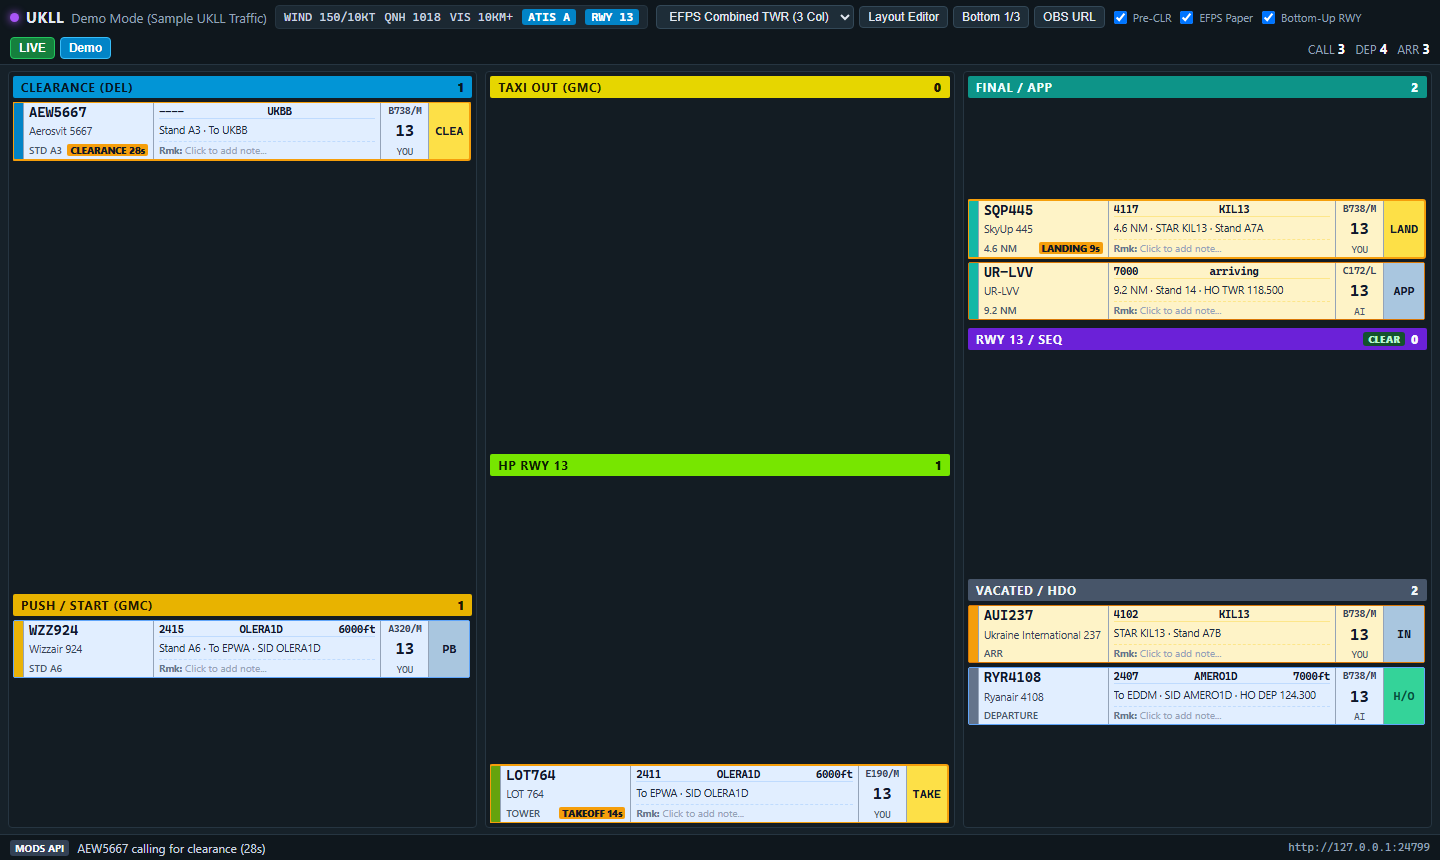 UKLL Demo Mode (Sample UKLL Traffic) WIND 150/10KT QNH 1018 VIS 10KM+ ATIS A RWY 13 EFPS Combined TWR (3 Col) Layout Editor Bottom 1/3 OBS URL Pre-CLR EFPS Paper Bottom-Up RWY
LIVE Demo CALL 3 DEP 4 ARR 3
CLEARANCE (DEL) 1
AEW5667 ---- UKBB B738/M
Aerosvit 5667 Stand A3 · To UKBB 13 CLEA
STD A3 CLEARANCE 28s Rmk: Click to add note... YOU
PUSH / START (GMC) 1
WZZ924 2415 OLERA1D 6000ft A320/M
Wizzair 924 Stand A6 · To EPWA · SID OLERA1D 13 PB
STD A6 Rmk: Click to add note... YOU
TAXI OUT (GMC) 0
HP RWY 13 1
LOT764 2411 OLERA1D 6000ft E190/M
LOT 764 To EPWA · SID OLERA1D 13 TAKE
TOWER TAKEOFF 14s Rmk: Click to add note... YOU
FINAL / APP 2
SQP445 4117 KIL13 B738/M
SkyUp 445 4.6 NM · STAR KIL13 · Stand A7A 13 LAND
4.6 NM LANDING 9s Rmk: Click to add note... YOU
UR-LVV 7000 arriving C172/L
UR-LVV 9.2 NM · Stand 14 · HO TWR 118.500 13 APP
9.2 NM Rmk: Click to add note... AI
RWY 13 / SEQ CLEAR 0
VACATED / HDO 2
AUI237 4102 KIL13 B738/M
Ukraine International 237 STAR KIL13 · Stand A7B 13 IN
ARR Rmk: Click to add note... YOU
RYR4108 2407 AMERO1D 7000ft B738/M
Ryanair 4108 To EDDM · SID AMERO1D · HO DEP 124.300 13 H/O
DEPARTURE Rmk: Click to add note... AI
MODS API AEW5667 calling for clearance (28s) http://127.0.0.1:24799